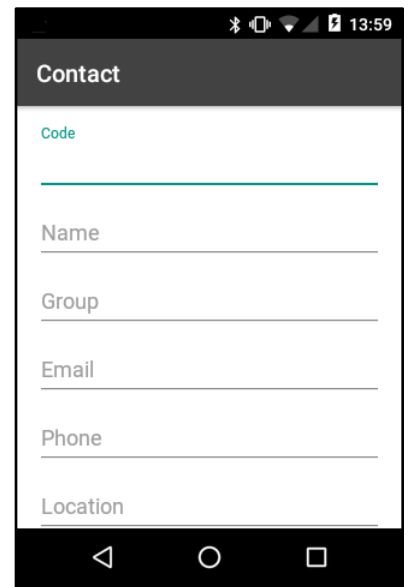 13:59
Contact
Code
Name
Group
Email
Phone
Location